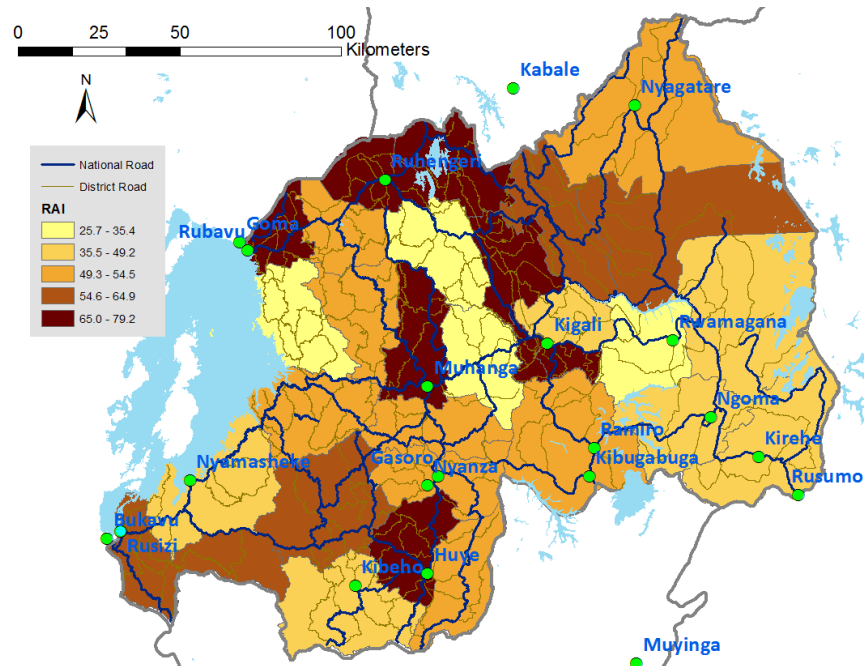 0 25 50 100
Kilometers
N
National Road
District Road
RAI
25.7 - 35.4
35.5 - 49.2
49.3 - 54.5
54.6 - 64.9
65.0 - 79.2
Kabale
Nyagatare
Ruhengeri
Rubavu
Goma
Kigali
Rwamagana
Muhanga
Ngoma
Ramiro
Kirehe
Gasoro
Nyanza
Kibugabuga
Nyamasheke
Rusumo
Bukavu
Rusizi
Huye
Kibeho
Muyinga